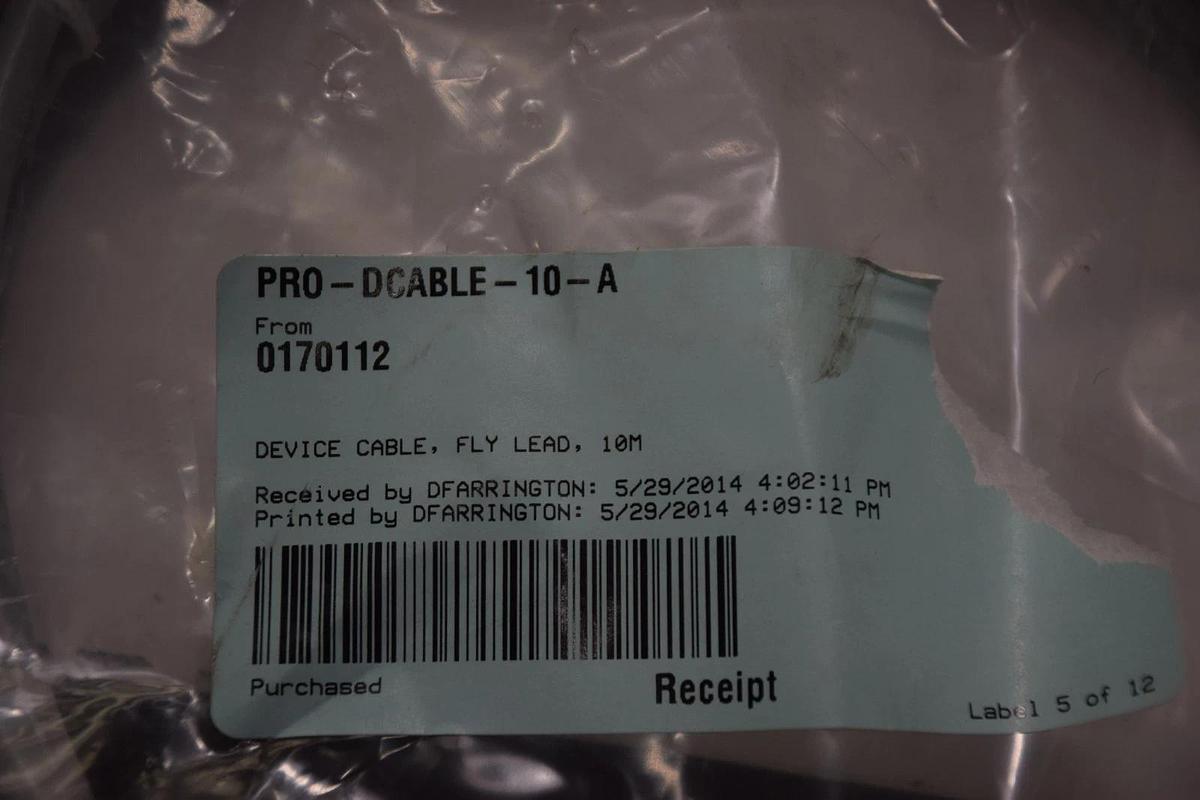 PRO-DCABLE-10-A
From
0170112
DEVICE CABLE, FLY LEAD, 10M
Received by DFARRINGTON: 5/29/2014 4:02:11 PM
Printed by DFARRINGTON: 5/29/2014 4:09:12 PM
Purchased
Receipt
Label 5 of 12